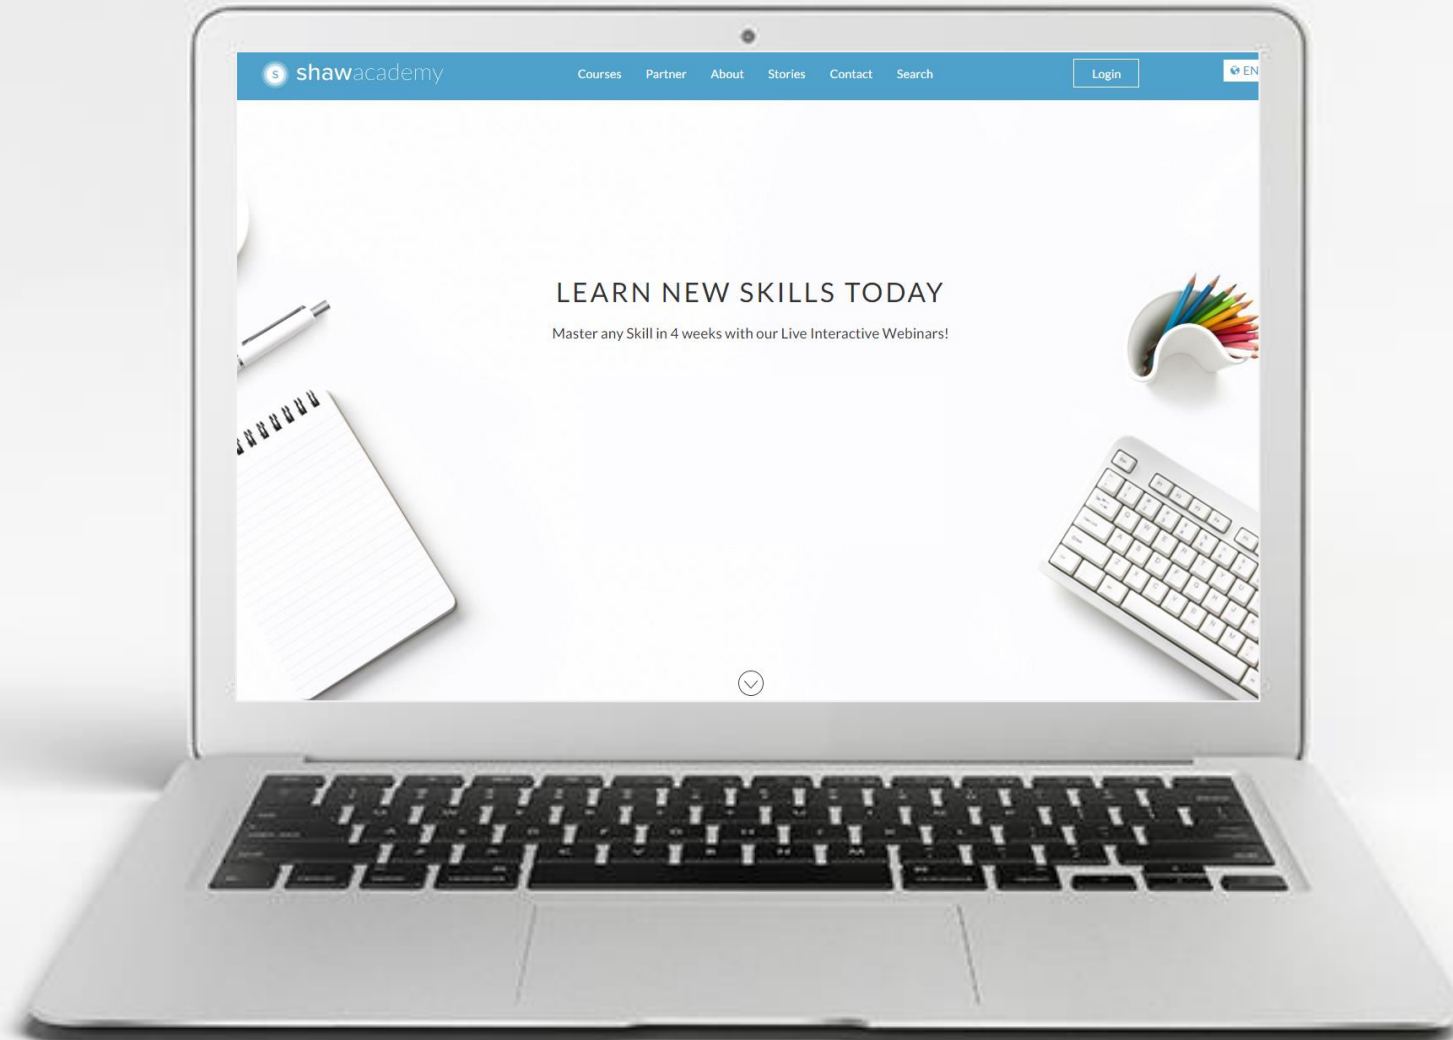 s shawacademy
Courses Partner About Stories Contact Search
Login
EN
LEARN NEW SKILLS TODAY
Master any Skill in 4 weeks with our Live Interactive Webinars!